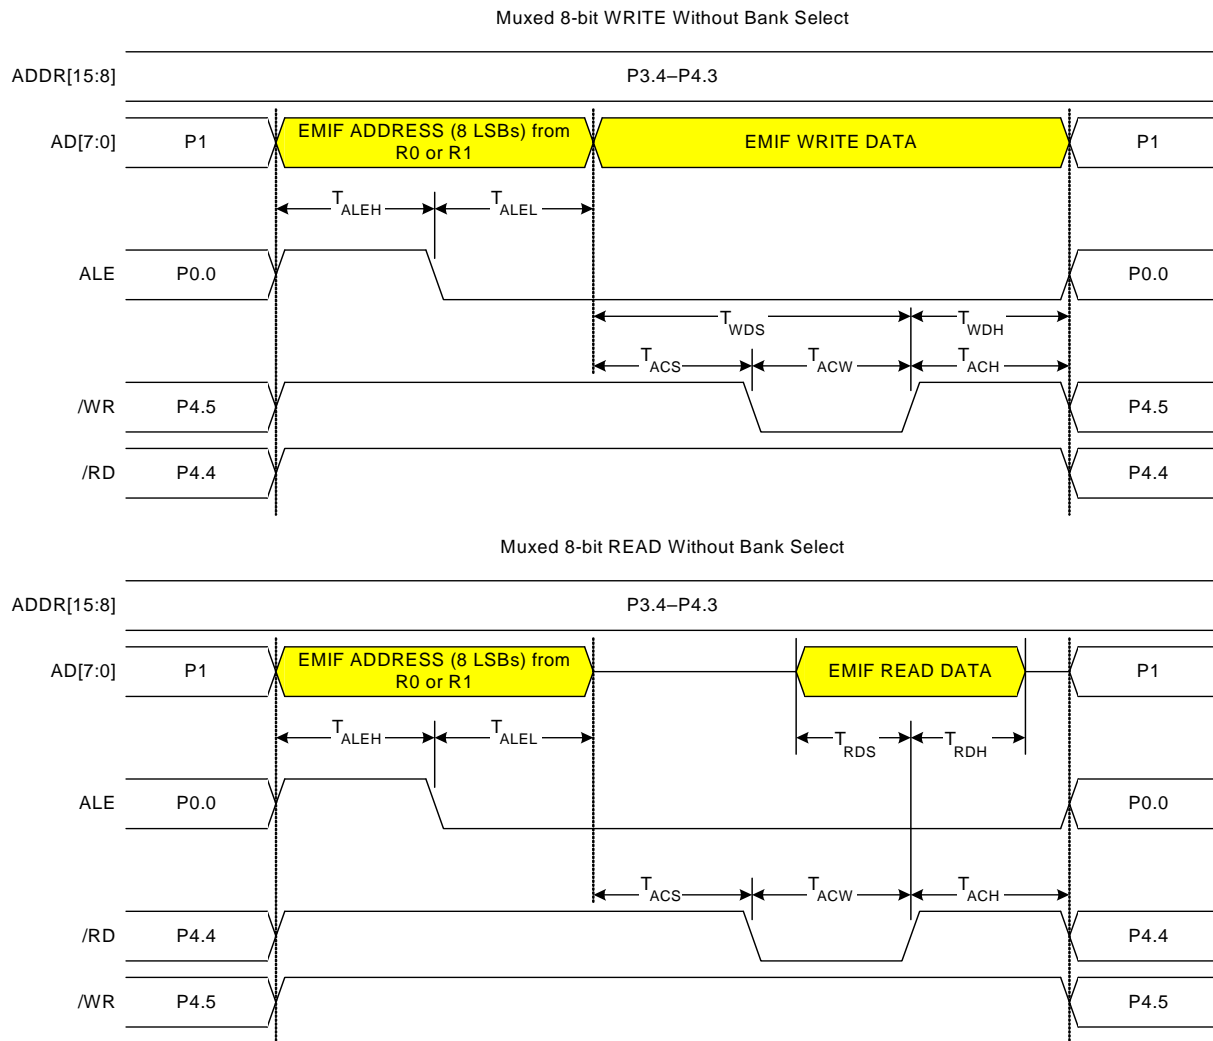 Muxed 8-bit WRITE Without Bank Select
ADDR[15:8] P3.4–P4.3
AD[7:0] P1 EMIF ADDRESS (8 LSBs) from R0 or R1 EMIF WRITE DATA P1
TALEH TALEL
ALE P0.0 P0.0
TWDS TWDH
TACS TACW TACH
/WR P4.5 P4.5
/RD P4.4 P4.4
Muxed 8-bit READ Without Bank Select
ADDR[15:8] P3.4–P4.3
AD[7:0] P1 EMIF ADDRESS (8 LSBs) from R0 or R1 EMIF READ DATA P1
TALEH TALEL TRDS TRDH
ALE P0.0 P0.0
TACS TACW TACH
/RD P4.4 P4.4
/WR P4.5 P4.5